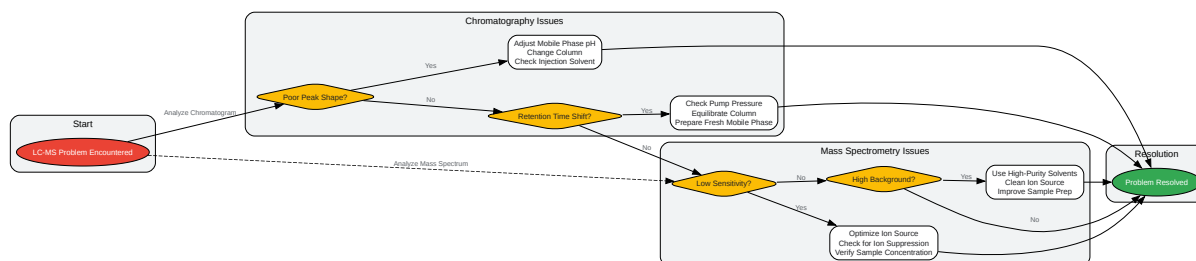 Chromatography Issues
Adjust Mobile Phase pH
Change Column
Check Injection Solvent
Yes
Poor Peak Shape?
No
Analyze Chromatogram
Retention Time Shift?
Yes
Check Pump Pressure
Equilibrate Column
Prepare Fresh Mobile Phase
Start
LC-MS Problem Encountered
No
Analyze Mass Spectrum
Mass Spectrometry Issues
Low Sensitivity?
No
High Background?
Yes
Use High-Purity Solvents
Clean Ion Source
Improve Sample Prep
Resolution
Problem Resolved
Yes
No
Optimize Ion Source
Check for Ion Suppression
Verify Sample Concentration